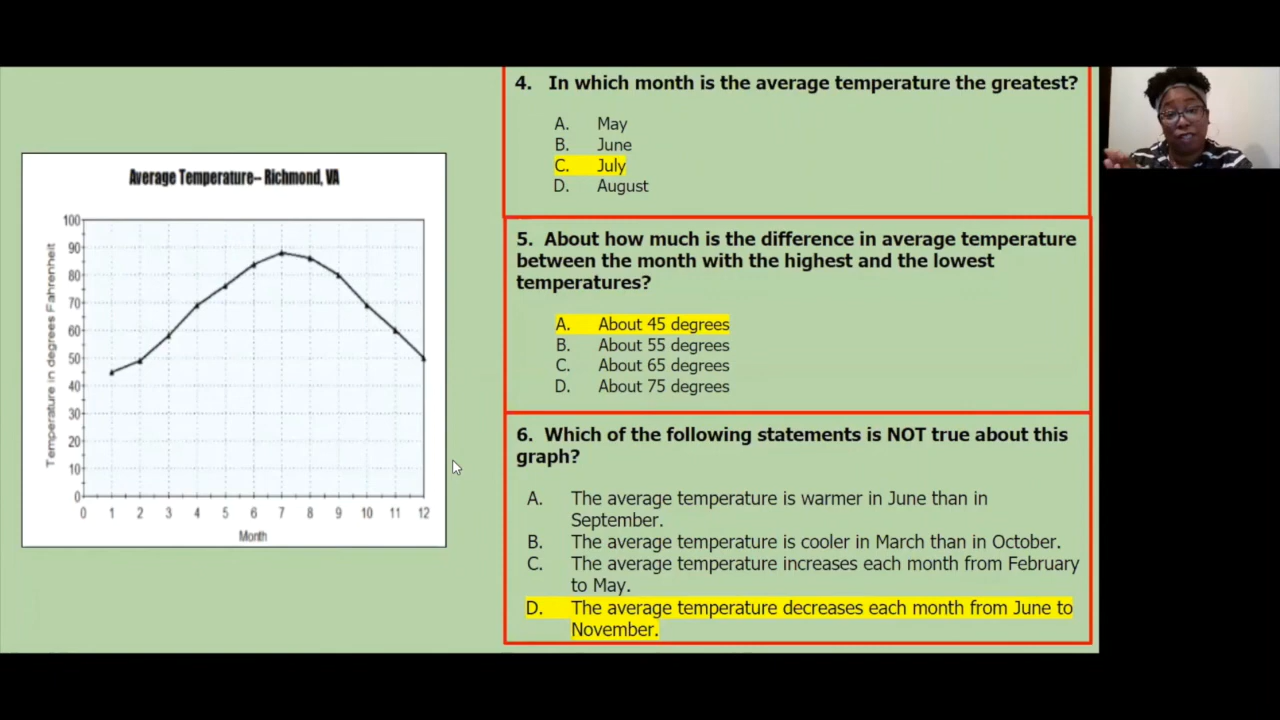 4. In which month is the average temperature the greatest?
A. May
B. June
C. July
D. August
Average Temperature-- Richmond, VA
Temperature in degrees Fahrenheit
100
90
80
70
60
50
40
30
20
10
0
0 1 2 3 4 5 6 7 8 9 10 11 12
Month
5. About how much is the difference in average temperature
between the month with the highest and the lowest
temperatures?
A. About 45 degrees
B. About 55 degrees
C. About 65 degrees
D. About 75 degrees
6. Which of the following statements is NOT true about this
graph?
A. The average temperature is warmer in June than in
September.
B. The average temperature is cooler in March than in October.
C. The average temperature increases each month from February
to May.
D. The average temperature decreases each month from June to
November.